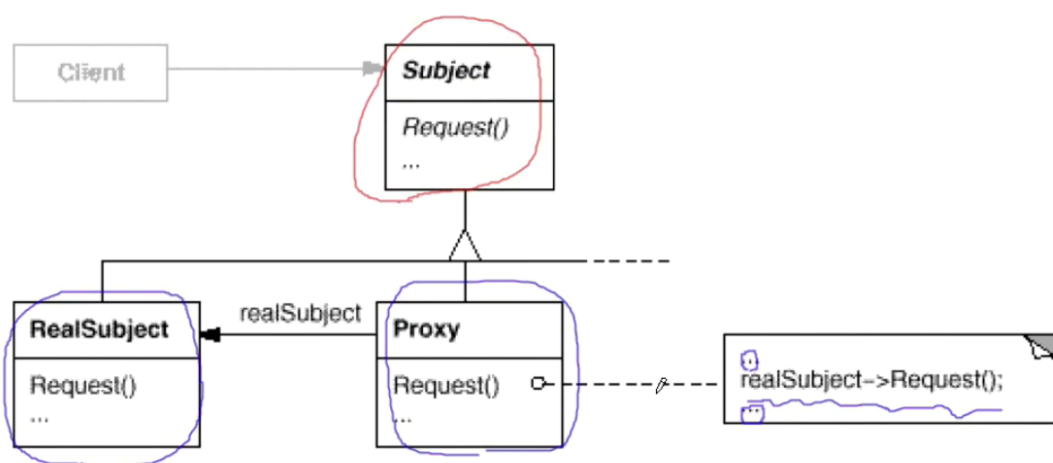 Client
Subject
Request()
...
RealSubject
Request()
...
realSubject
Proxy
Request()
...
...
realSubject->Request();
...